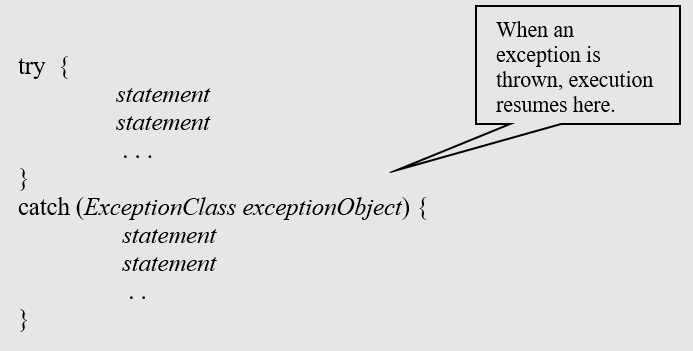 When an
exception is
thrown, execution
resumes here.
try {
statement
statement
. . .
}
catch (ExceptionClass exceptionObject) {
statement
statement
. .
}